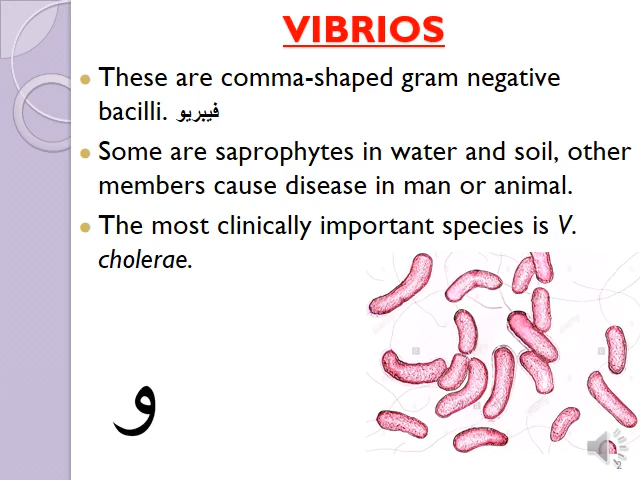 VIBRIOS
These are comma-shaped gram negative
bacilli. فيبريو
Some are saprophytes in water and soil, other
members cause disease in man or animal.
The most clinically important species is V.
cholerae.
و
2